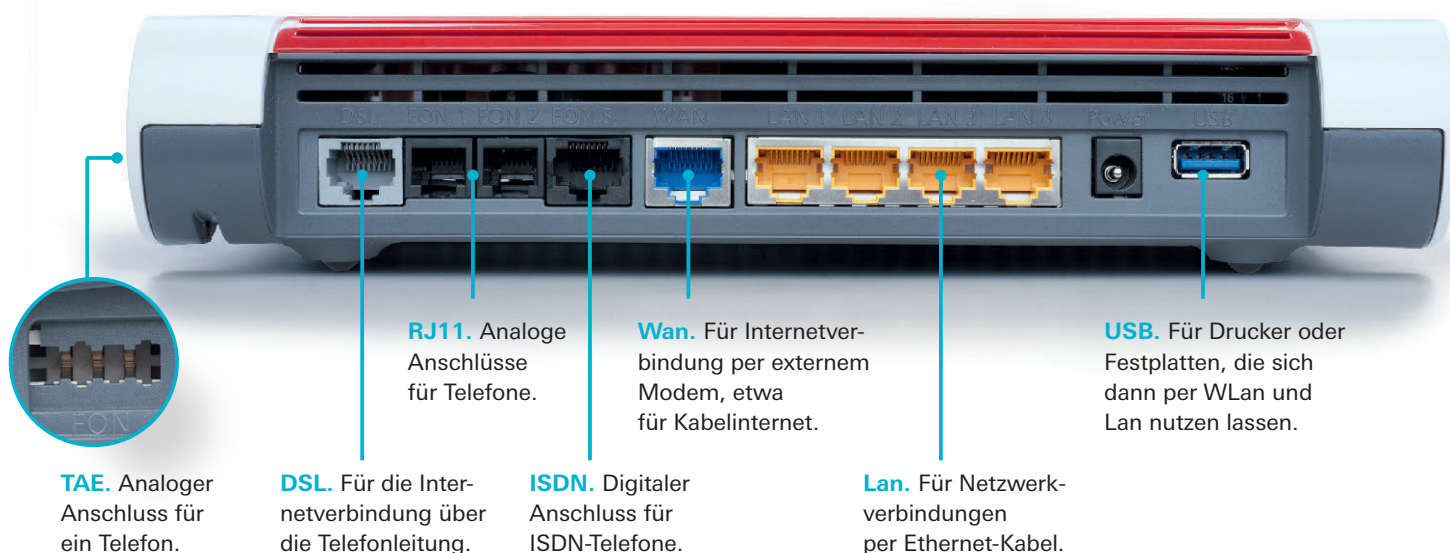 DSL FON 1 FON 2 FON S₀ WAN LAN 1 LAN 2 LAN 3 LAN 4 Power USB
FON
RJ11. Analoge
Anschlüsse
für Telefone.
Wan. Für Internetver-
bindung per externem
Modem, etwa
für Kabelinternet.
USB. Für Drucker oder
Festplatten, die sich
dann per WLan und
Lan nutzen lassen.
TAE. Analoger
Anschluss für
ein Telefon.
DSL. Für die Inter-
netverbindung über
die Telefonleitung.
ISDN. Digitaler
Anschluss für
ISDN-Telefone.
Lan. Für Netzwerk-
verbindungen
per Ethernet-Kabel.